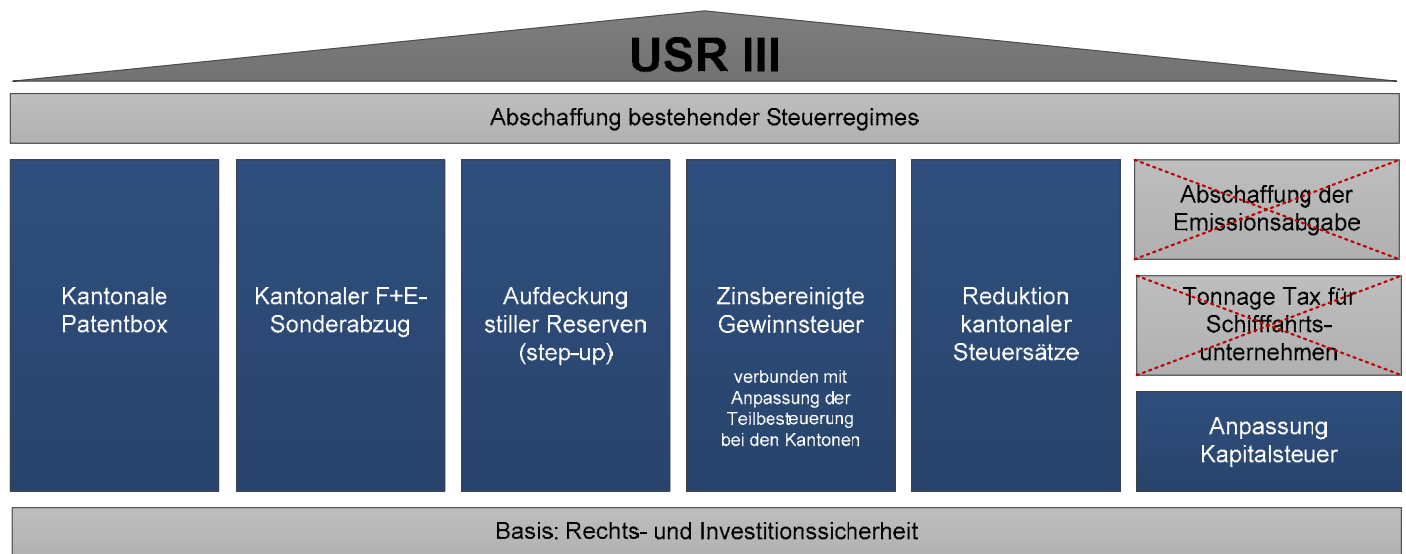 USR III
Abschaffung bestehender Steuerregimes
Kantonale
Patentbox
Kantonaler F+E-
Sonderabzug
Aufdeckung
stiller Reserven
(step-up)
Zinsbereinigte
Gewinnsteuer
verbunden mit
Anpassung der
Teilbesteuerung
bei den Kantonen
Reduktion
kantonaler
Steuersätze
Abschaffung der
Emissionsabgabe
Tonnage Tax für
Schifffahrts-
unternehmen
Anpassung
Kapitalsteuer
Basis: Rechts- und Investitionssicherheit